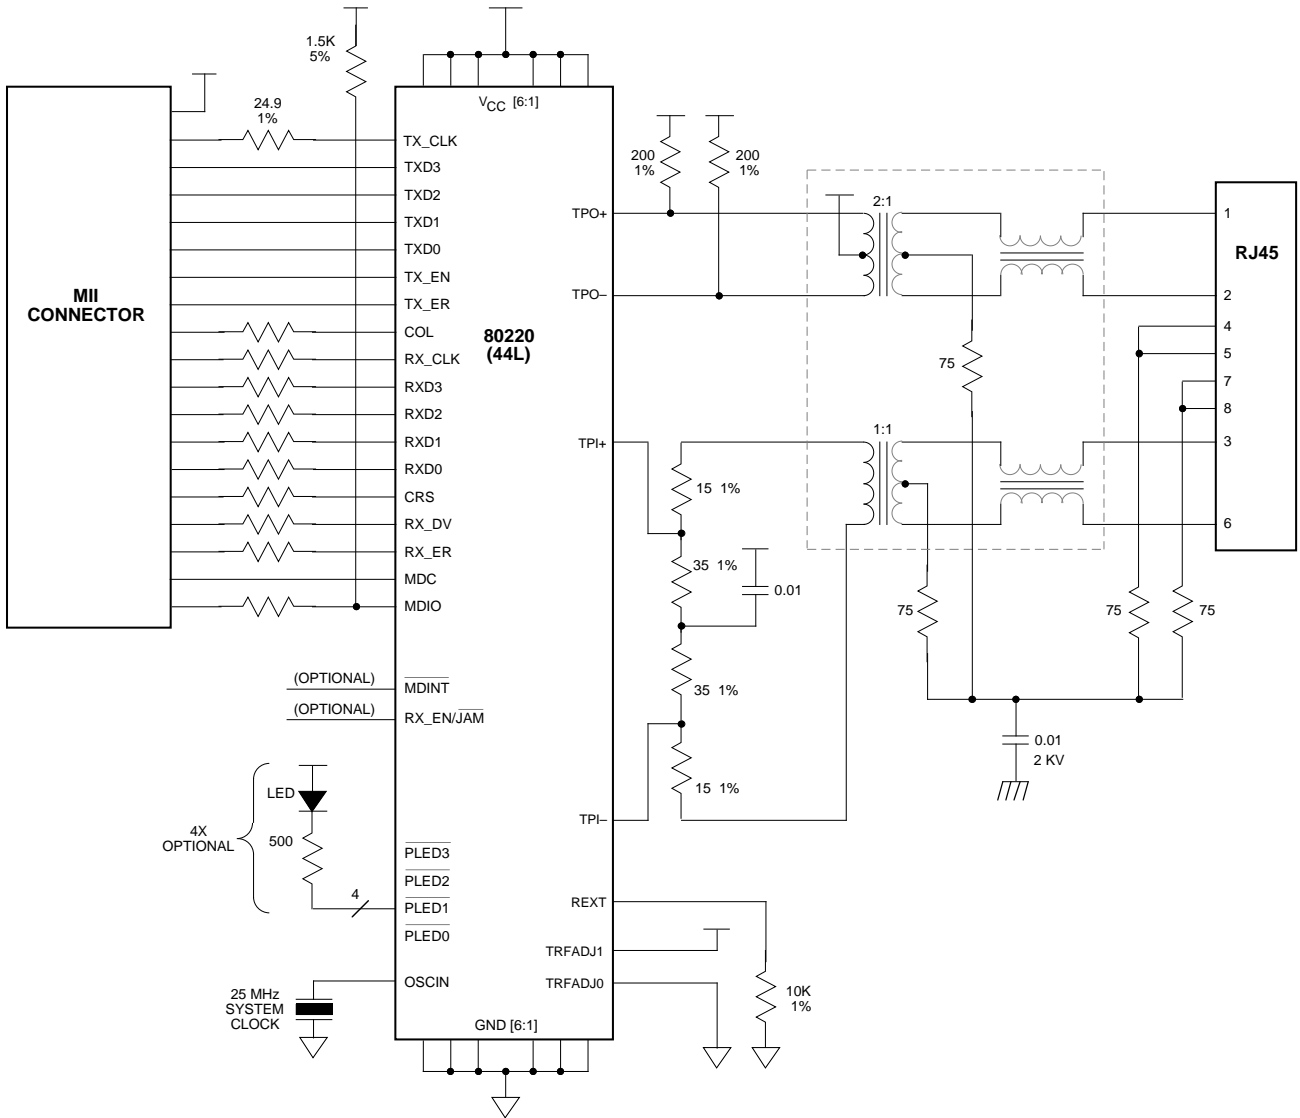 1.5K
5%
V_CC [6:1]
24.9
1%
MII
CONNECTOR
TX_CLK
TXD3
TXD2
TXD1
TXD0
TX_EN
TX_ER
COL
RX_CLK
RXD3
RXD2
RXD1
RXD0
CRS
RX_DV
RX_ER
MDC
MDIO
80220
(44L)
(OPTIONAL)
MDINT
(OPTIONAL)
RX_EN/JAM
LED
4X
OPTIONAL
500
4
PLED3
PLED2
PLED1
PLED0
25 MHz
SYSTEM
CLOCK
OSCIN
GND [6:1]
TPO+
TPO–
TPI+
TPI–
REXT
TRFADJ1
TRFADJ0
200
1%
200
1%
15 1%
35 1%
0.01
35 1%
15 1%
10K
1%
2:1
1:1
75
75
75
75
0.01
2 KV
RJ45
1
2
4
5
7
8
3
6